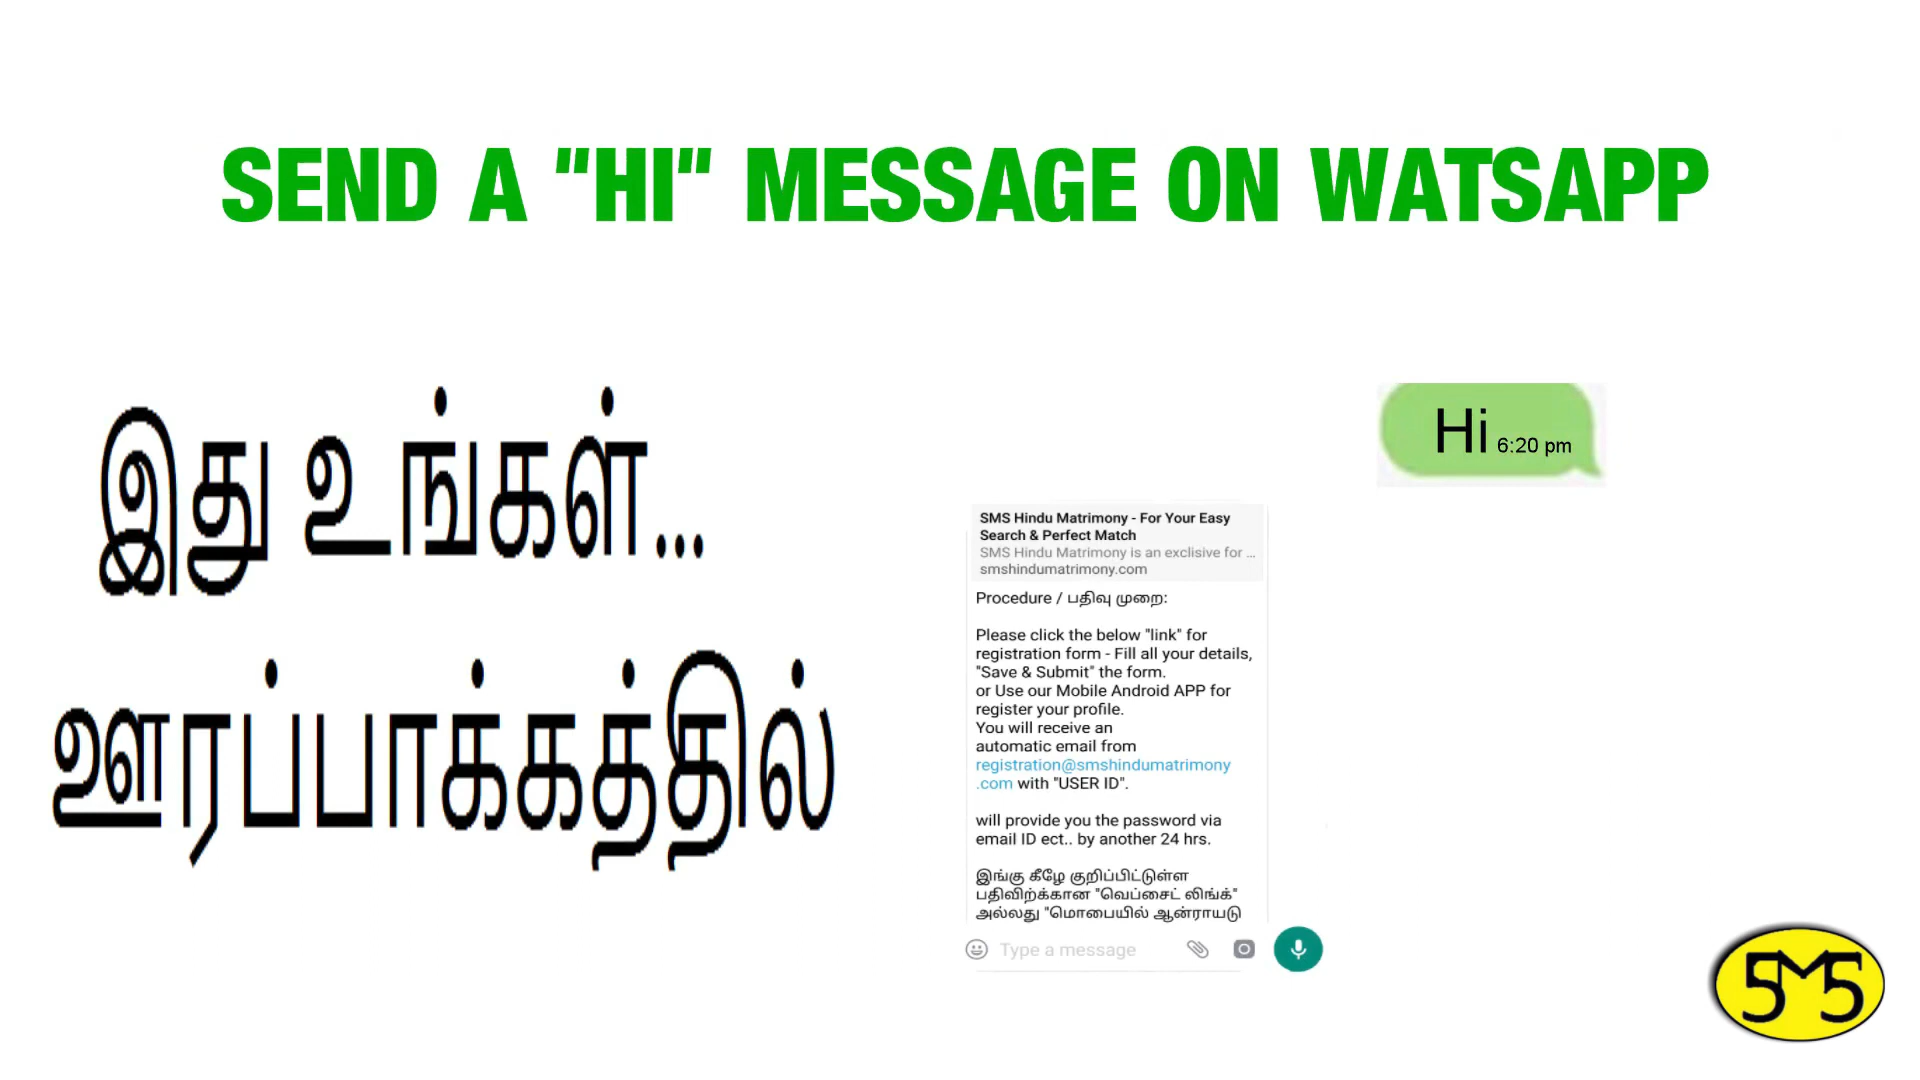 SEND A "HI" MESSAGE ON WATSAPP
இது உங்கள்...
ஊரப்பாக்கத்தில்
Hi 6:20 pm
SMS Hindu Matrimony - For Your Easy
Search & Perfect Match
SMS Hindu Matrimony is an exclisive for ...
smshindumatrimony.com
Procedure / பதிவு முறை:
Please click the below "link" for
registration form - Fill all your details,
"Save & Submit" the form.
or Use our Mobile Android APP for
register your profile.
You will receive an
automatic email from
registration@smshindumatrimony
.com with "USER ID".
will provide you the password via
email ID ect.. by another 24 hrs.
இங்கு கீழே குறிப்பிட்டுள்ள
பதிவிற்க்கான "வெப்சைட் லிங்க்"
அல்லது "மொபையில் ஆன்ராயடு
Type a message
SMS